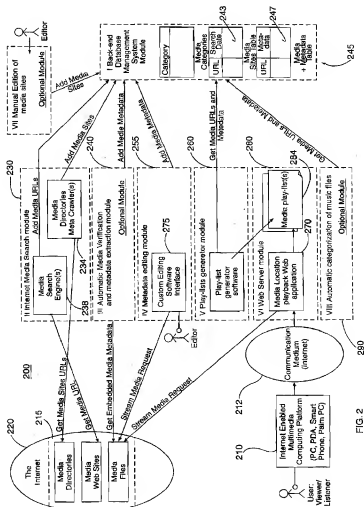 Editor
VII Manual Edition of
media sites
Optional Module
Add Media
Sites
Back-end
Database
Management
System
Module
Category
Media
Categories
URL
Search
Date
243
Media
Sites Table
URL
Meta-
data
247
Media
+ Metadata
Table
245
230
II Internet Media Search module
Add Media URLs
Media
Search
Engine(s)
Media
Directories
Meta Crawler(s)
234
238
Add Media Sites
240
III Automatic Media Verification
and metadata extraction module
Optional Module
Add Media Metadata
255
IV Metadata editing module
Custom Editing
Software
Interface
275
Editor
Add Media Metadata
260
V Play-lists generator module
Play-list
generator
software
Get Media URLs and
Metadata
280
VI Web Server module
Media Location
playback Web
application
Media play-list(s)
284
270
Get Media URLs and Metadata
VIII Automatic categorization of music files
Optional Module
290
200
220
The
Internet
215
Media
Directories
Media
Web Sites
Media
Files
Get Media Sites URLs
Get Media URL
Get Embedded Media Metadata
Stream Media Request
Stream Media Request
212
Communication
Medium
(Internet)
210
Internet Enabled
Multimedia
Computing Platform
(PC, PDA, Smart
Phone, Palm PC)
User:
Viewer/
Listener
FIG. 2